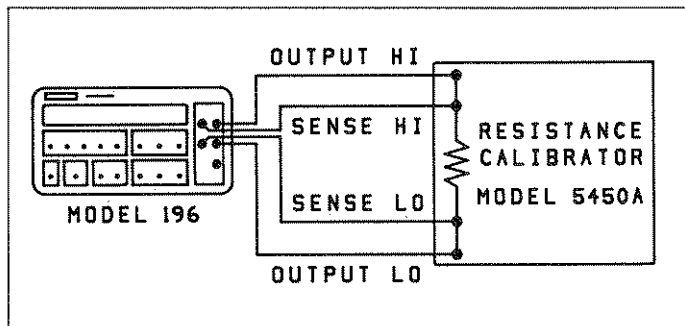 OUTPUT HI
SENSE HI
RESISTANCE
CALIBRATOR
MODEL 5450A
SENSE LO
MODEL 196
OUTPUT LO